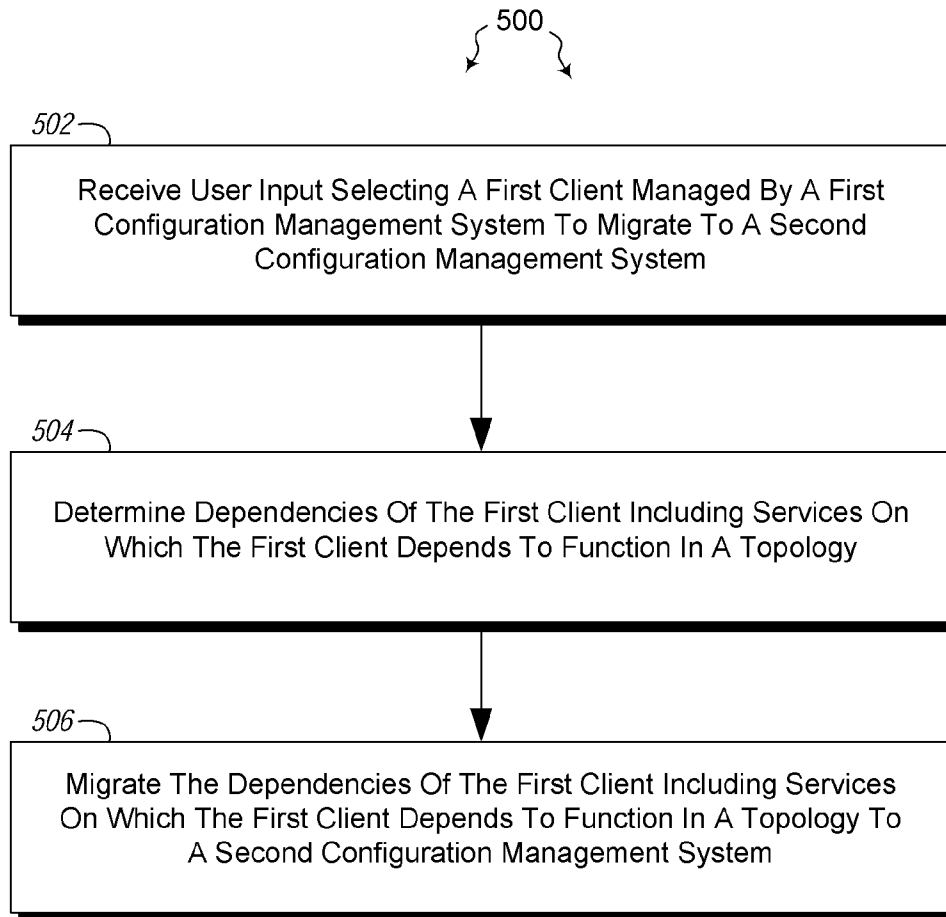 500
502
Receive User Input Selecting A First Client Managed By A First
Configuration Management System To Migrate To A Second
Configuration Management System
504
Determine Dependencies Of The First Client Including Services On
Which The First Client Depends To Function In A Topology
506
Migrate The Dependencies Of The First Client Including Services
On Which The First Client Depends To Function In A Topology To
A Second Configuration Management System